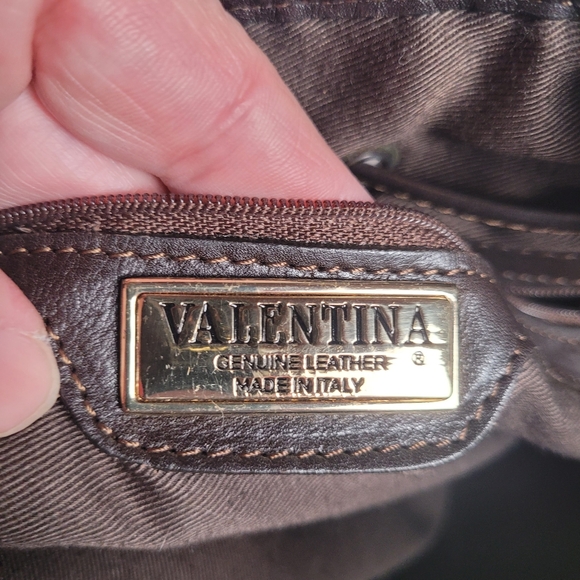 VALENTINA
GENUINE LEATHER ®
MADE IN ITALY